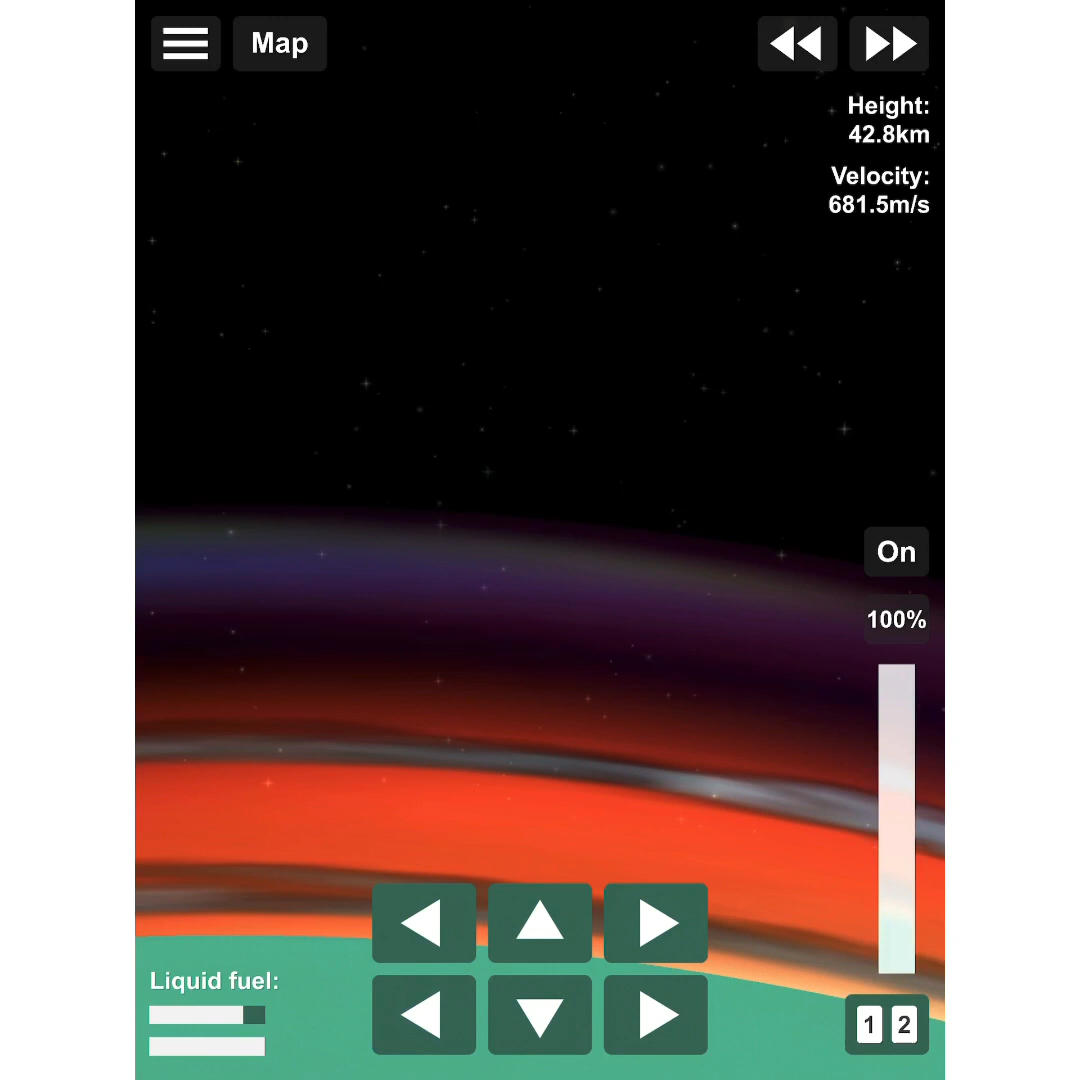 Map
Height:
42.8km
Velocity:
681.5m/s
On
100%
Liquid fuel:
1 2